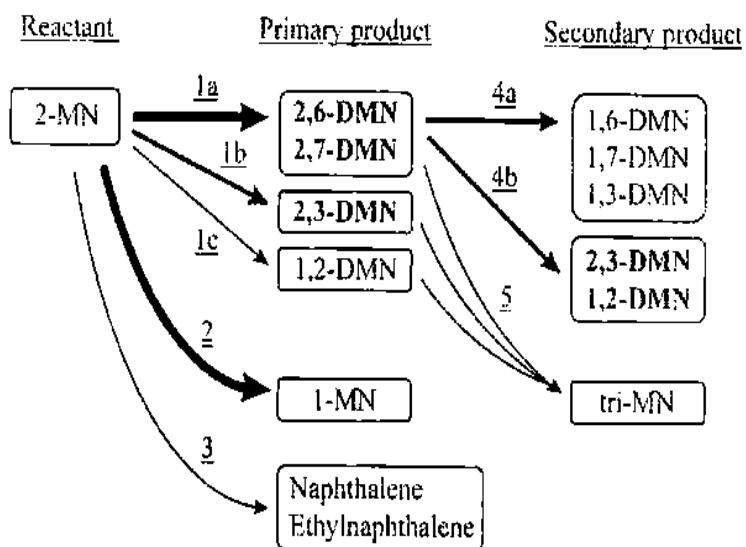 Reactant
Primary product
Secondary product
1a
2-MN
2,6-DMN
2,7-DMN
4a
1,6-DMN
1,7-DMN
1,3-DMN
1b
2,3-DMN
4b
1c
1,2-DMN
2,3-DMN
1,2-DMN
5
2
1-MN
tri-MN
3
Naphthalene
Ethylnaphthalene